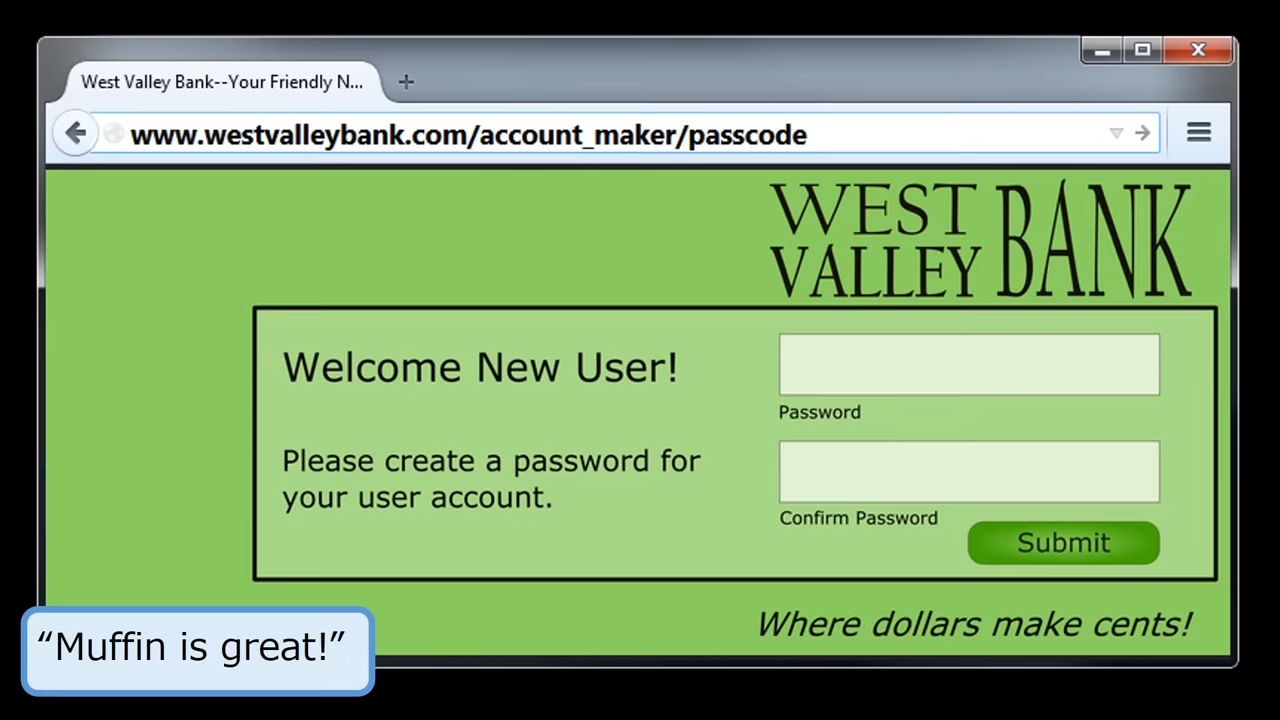 West Valley Bank--Your Friendly N...
www.westvalleybank.com/account_maker/passcode
WEST VALLEY BANK
Welcome New User!
Please create a password for
your user account.
Password
Confirm Password
Submit
Where dollars make cents!
“Muffin is great!”